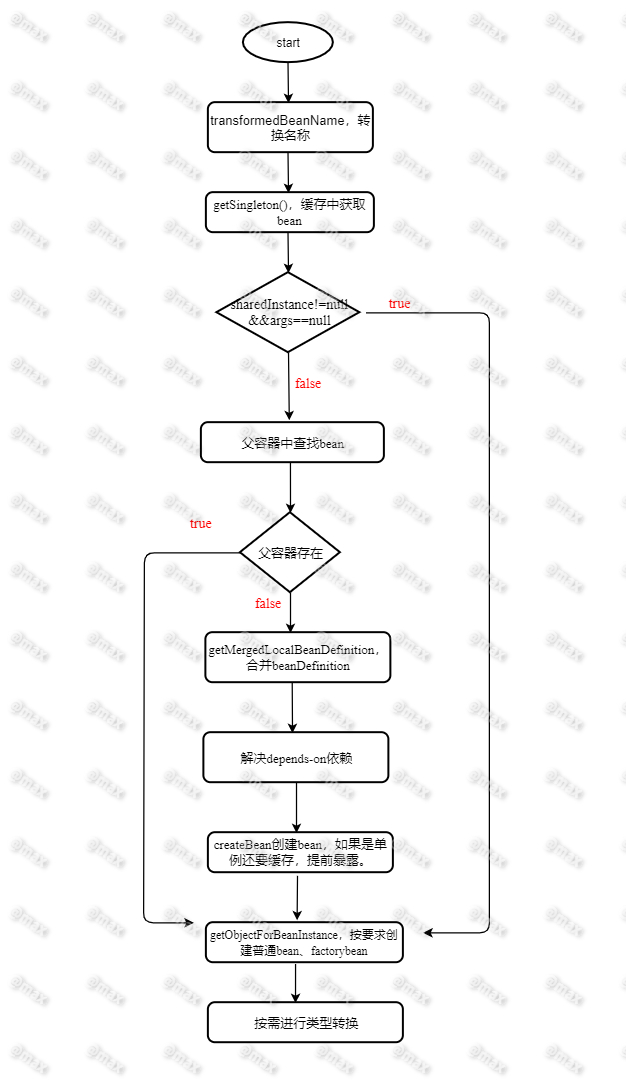 start
transformedBeanName，转
换名称
getSingleton()，缓存中获取
bean
sharedInstance!=null
&&args==null
true
false
父容器中查找bean
true
父容器存在
false
getMergedLocalBeanDefinition，
合并beanDefinition
解决depends-on依赖
createBean创建bean，如果是单
例还要缓存，提前暴露。
getObjectForBeanInstance，按要求创
建普通bean、factorybean
按需进行类型转换
@max